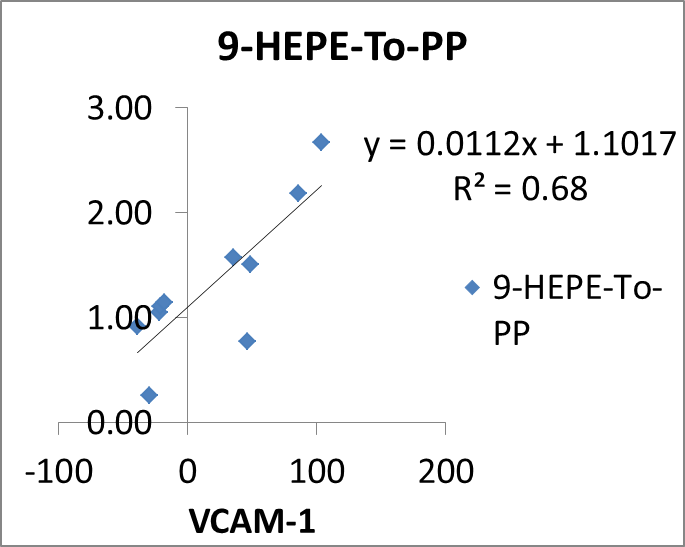 9-HEPE-To-PP
3.00
y = 0.0112x + 1.1017
R² = 0.68
2.00
9-HEPE-To-
PP
1.00
0.00
-100 0 100 200
VCAM-1